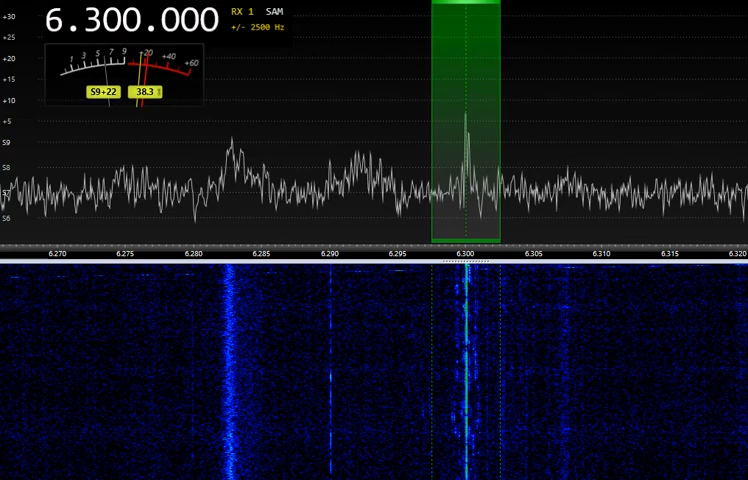 6.300.000
RX 1 SAM
+/- 2500 Hz
1 3 5 7 9 +20 +40 +60
S9+22 38.3
+30
+25
+20
+15
+10
+5
S9
S8
S7
S6
6.270 6.275 6.280 6.285 6.290 6.295 6.300 6.305 6.310 6.315 6.320